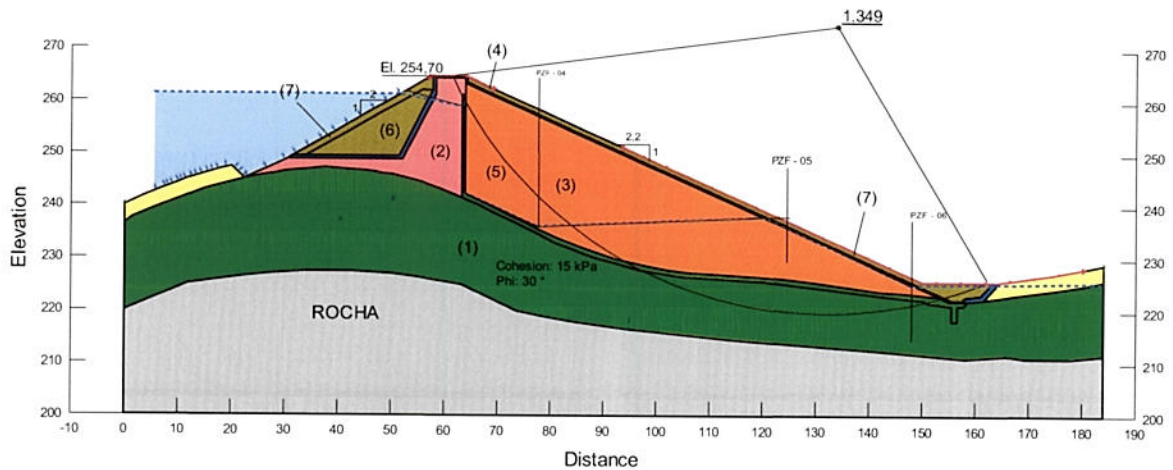 1.349
270
270
(4)
El. 254,70
PZF - 04
260
260
(7)
2
1
(6)
2,2
1
250
250
(2)
PZF - 05
(5)
(3)
240
240
(7)
PZF - 06
(1)
230
230
Cohesion: 15 kPa
Phi: 30 °
220
220
ROCHA
210
210
200
200
Elevation
-10 0 10 20 30 40 50 60 70 80 90 100 110 120 130 140 150 160 170 180 190
Distance